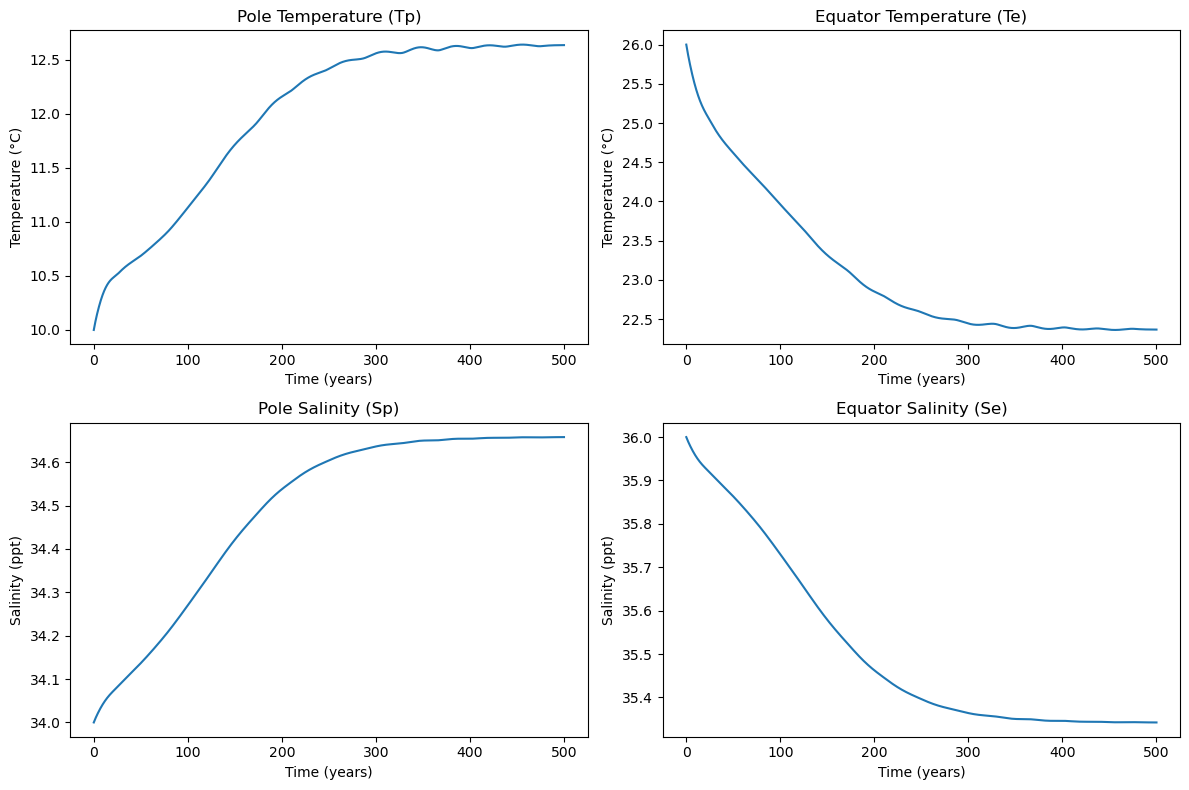 Pole Temperature (Tp)
Temperature (°C)
12.5
12.0
11.5
11.0
10.5
10.0
0 100 200 300 400 500
Time (years)
Equator Temperature (Te)
Temperature (°C)
26.0
25.5
25.0
24.5
24.0
23.5
23.0
22.5
0 100 200 300 400 500
Time (years)
Pole Salinity (Sp)
Salinity (ppt)
34.6
34.5
34.4
34.3
34.2
34.1
34.0
0 100 200 300 400 500
Time (years)
Equator Salinity (Se)
Salinity (ppt)
36.0
35.9
35.8
35.7
35.6
35.5
35.4
0 100 200 300 400 500
Time (years)